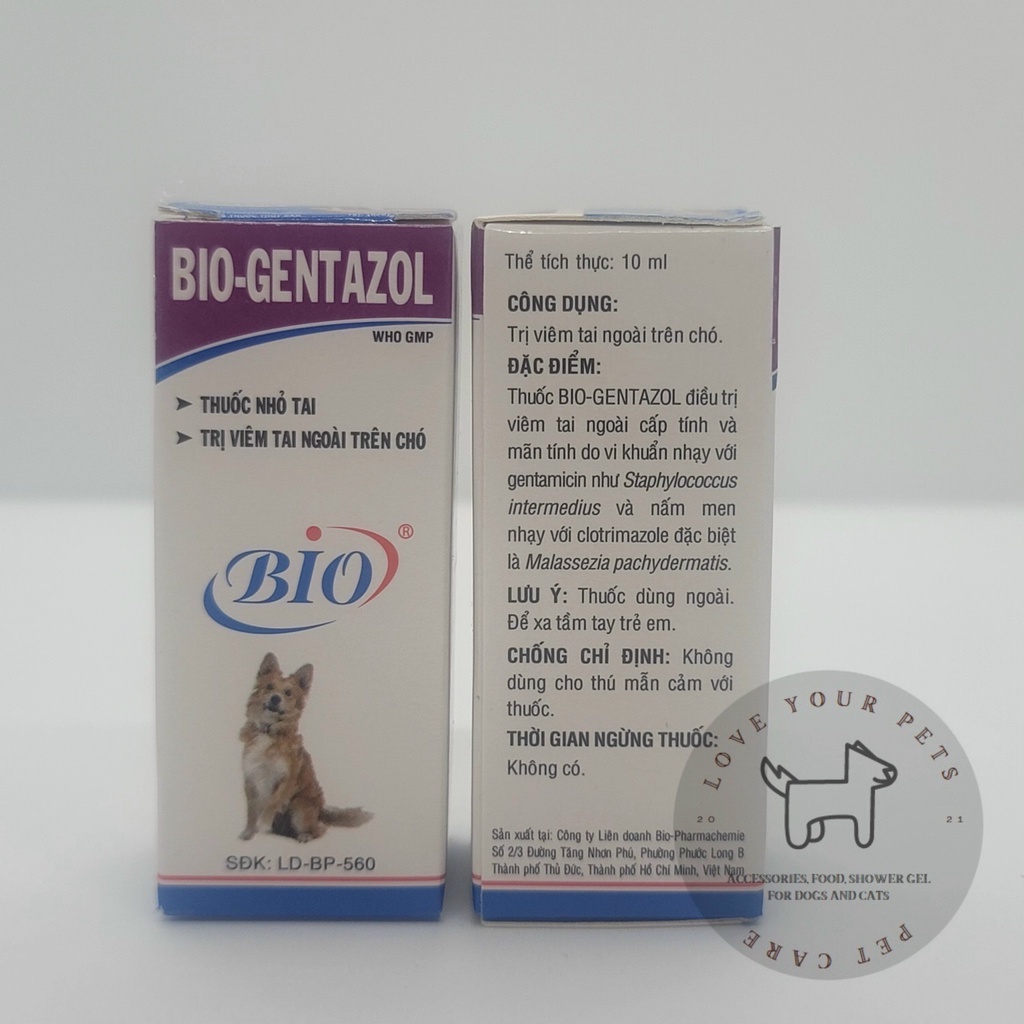 BIO-GENTAZOL
WHO GMP
➤ THUỐC NHỎ TAI
➤ TRỊ VIÊM TAI NGOÀI TRÊN CHÓ
BIO®
SĐK: LD-BP-560
Thể tích thực: 10 ml
CÔNG DỤNG:
Trị viêm tai ngoài trên chó.
ĐẶC ĐIỂM:
Thuốc BIO-GENTAZOL điều trị
viêm tai ngoài cấp tính và
mãn tính do vi khuẩn nhạy với
gentamicin như Staphylococcus
intermedius và nấm men
nhạy với clotrimazole đặc biệt
là Malassezia pachydermatis.
LƯU Ý: Thuốc dùng ngoài.
Để xa tầm tay trẻ em.
CHỐNG CHỈ ĐỊNH: Không
dùng cho thú mẫn cảm với
thuốc.
THỜI GIAN NGỪNG THUỐC:
Không có.
Sản xuất tại: Công ty Liên doanh Bio-Pharmachemie
Số 2/3 Đường Tăng Nhơn Phú, Phường Phước Long B
Thành phố Thủ Đức, Thành phố Hồ Chí Minh, Việt Nam
LOVE YOUR PETS
20 21
ACCESSORIES, FOOD, SHOWER GEL
FOR DOGS AND CATS
PET CARE